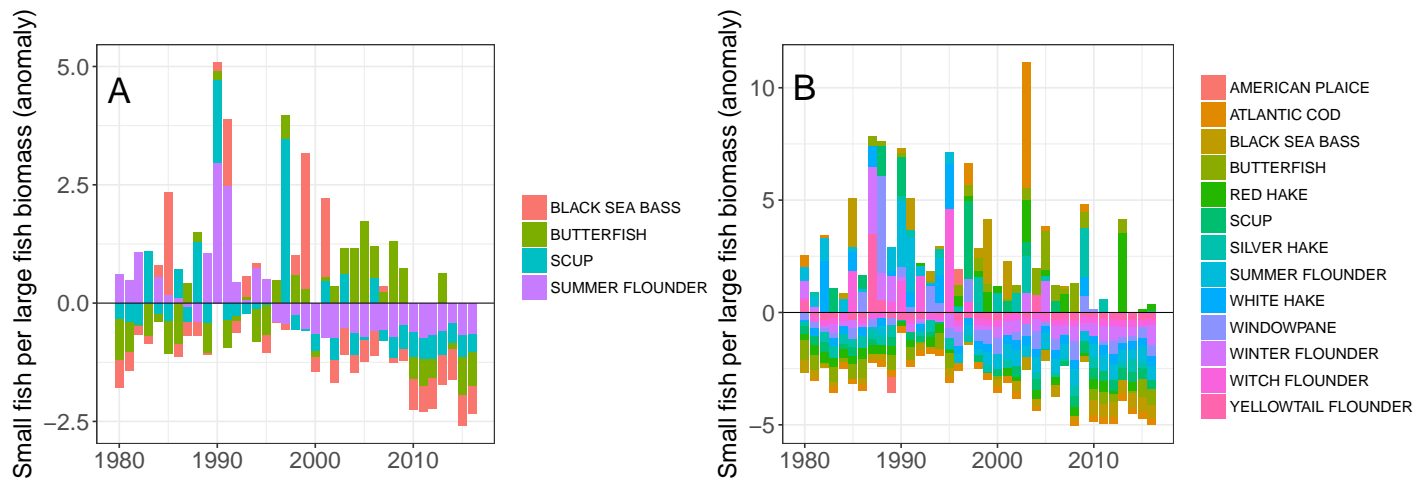 Small fish per large fish biomass (anomaly)
A
5.0
2.5
0.0
−2.5
1980
1990
2000
2010
BLACK SEA BASS
BUTTERFISH
SCUP
SUMMER FLOUNDER
Small fish per large fish biomass (anomaly)
B
10
5
0
−5
1980
1990
2000
2010
AMERICAN PLAICE
ATLANTIC COD
BLACK SEA BASS
BUTTERFISH
RED HAKE
SCUP
SILVER HAKE
SUMMER FLOUNDER
WHITE HAKE
WINDOWPANE
WINTER FLOUNDER
WITCH FLOUNDER
YELLOWTAIL FLOUNDER